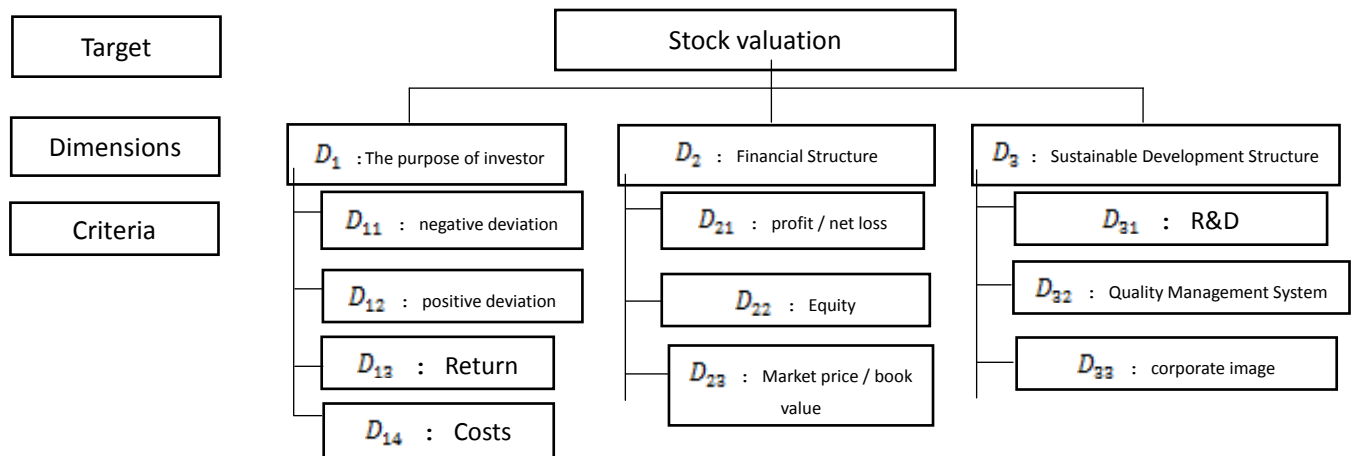 Target
Stock valuation
Dimensions
D₁ : The purpose of investor
D₂ : Financial Structure
D₃ : Sustainable Development Structure
Criteria
D₁₁ : negative deviation
D₂₁ : profit / net loss
D₃₁ : R&D
D₁₂ : positive deviation
D₂₂ : Equity
D₃₂ : Quality Management System
D₁₃ : Return
D₂₃ : Market price / book
value
D₃₃ : corporate image
D₁₄ : Costs